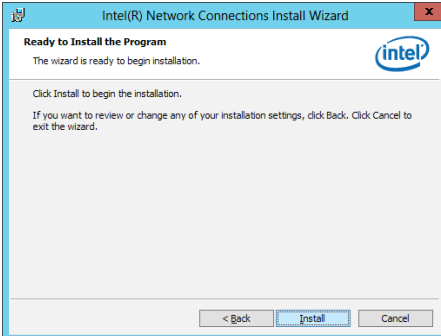 Intel(R) Network Connections Install Wizard
x
Ready to Install the Program
The wizard is ready to begin installation.
intel
Click Install to begin the installation.
If you want to review or change any of your installation settings, click Back. Click Cancel to
exit the wizard.
< Back
Install
Cancel